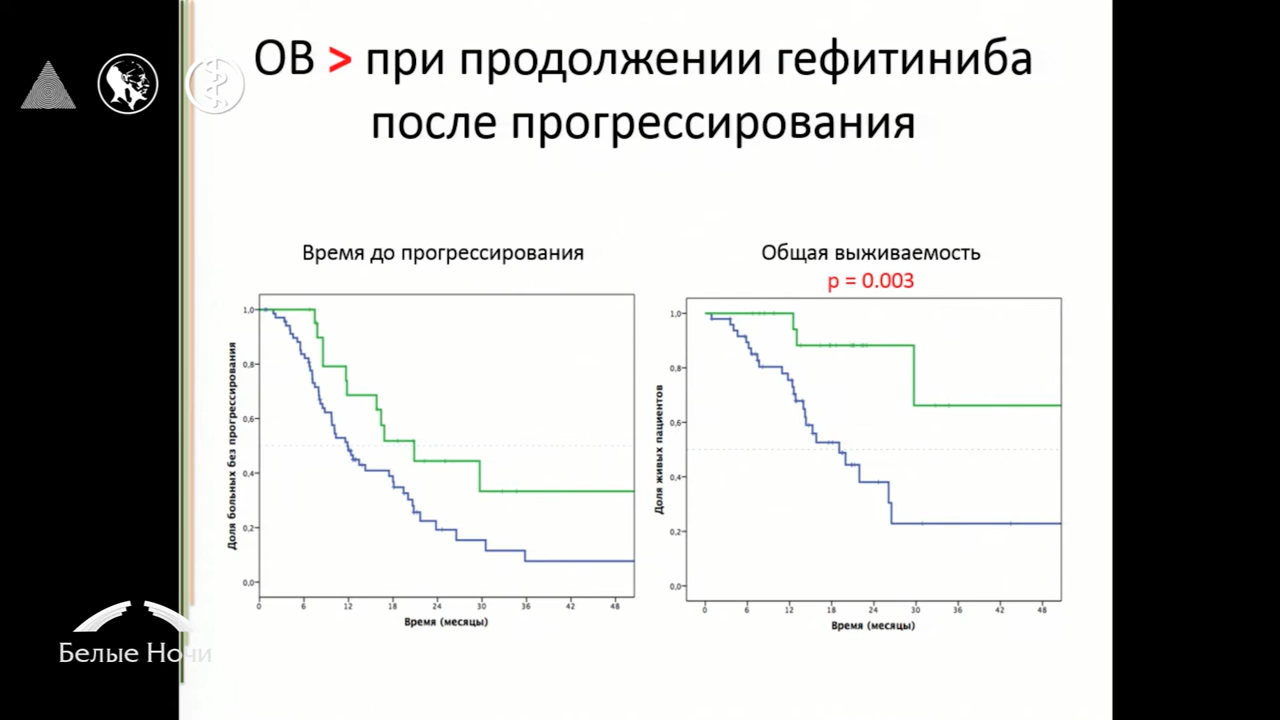 ОВ > при продолжении гефитиниба
после прогрессирования
Время до прогрессирования
Доля больных без прогрессирования
1,0
0,8
0,6
0,4
0,2
0,0
0 6 12 18 24 30 36 42 48
Время (месяцы)
Общая выживаемость
p = 0.003
Доля живых пациентов
1,0
0,8
0,6
0,4
0,2
0,0
0 6 12 18 24 30 36 42 48
Время (месяцы)
Белые Ночи